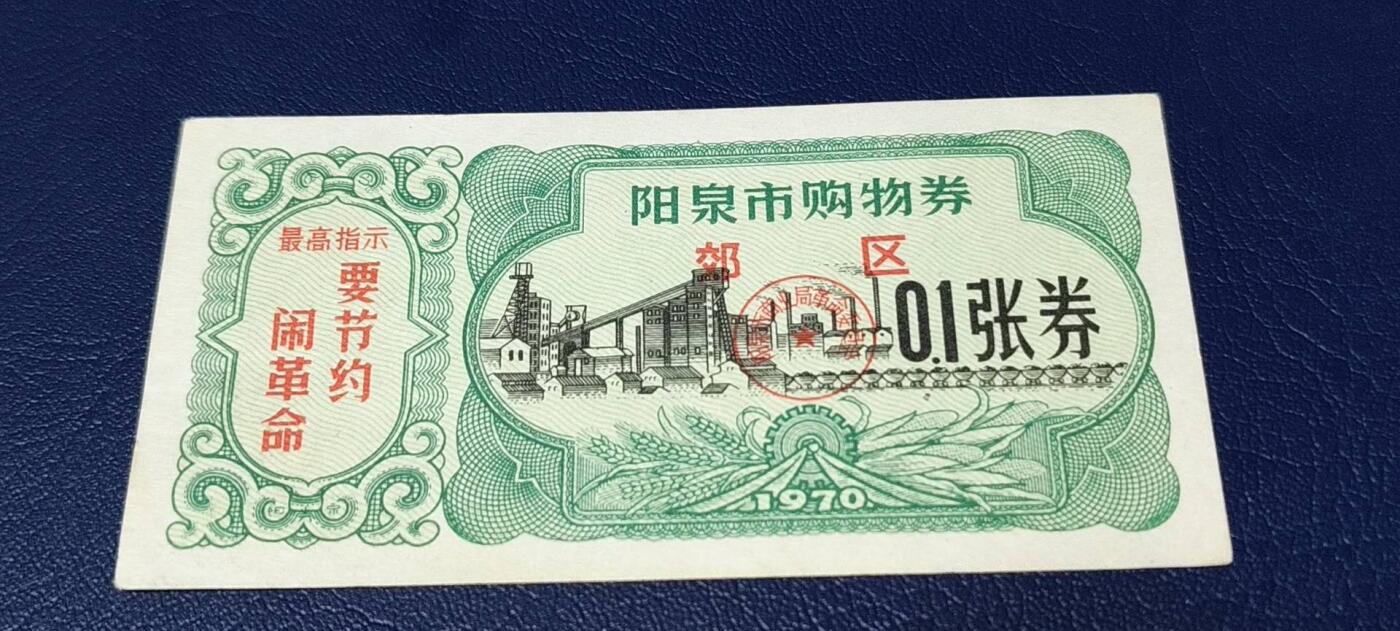 阳泉市购物券
郊区
0.1张券
1970
最高指示
要节约
闹革命